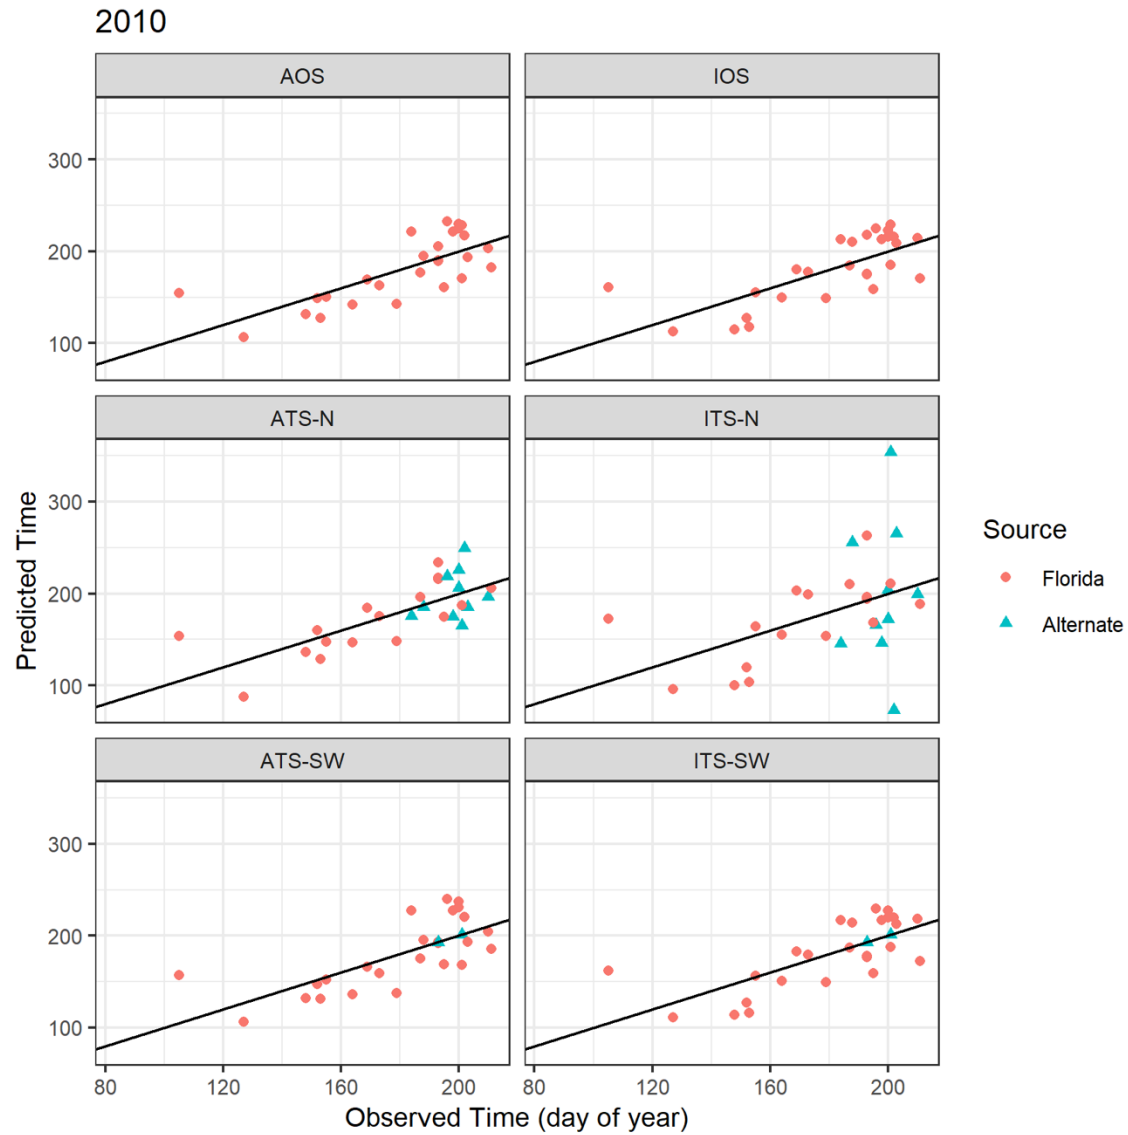 2010
AOS
IOS
300
200
100
ATS-N
ITS-N
300
200
100
ATS-SW
ITS-SW
300
200
100
80
120
160
200
80
120
160
200
Predicted Time
Observed Time (day of year)
Source
Florida
Alternate